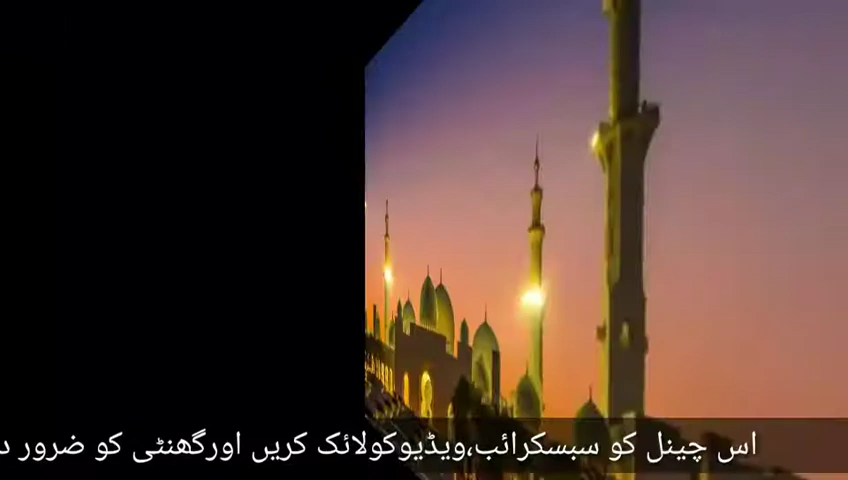 اس چینل کو سبسکرائب،ویڈیوکولائک کریں اورگھنٹی کو ضرور